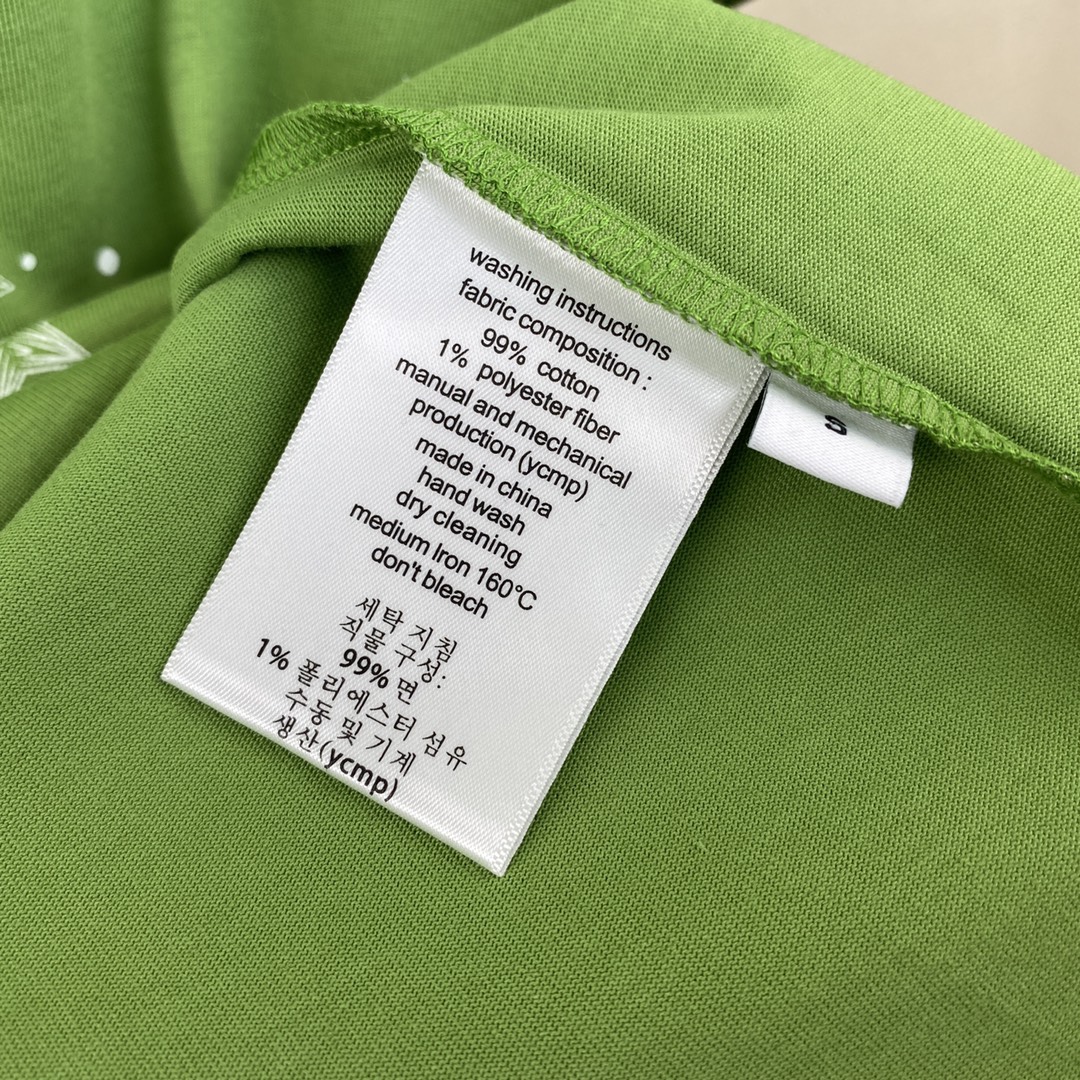 washing instructions
fabric composition :
99% cotton
1% polyester fiber
manual and mechanical
production (ycmp)
made in china
hand wash
dry cleaning
medium Iron 160°C
don't bleach
세탁 지침
직물 구성:
99% 면
1% 폴리에스터 섬유
수동 및 기계
생산(ycmp)
S